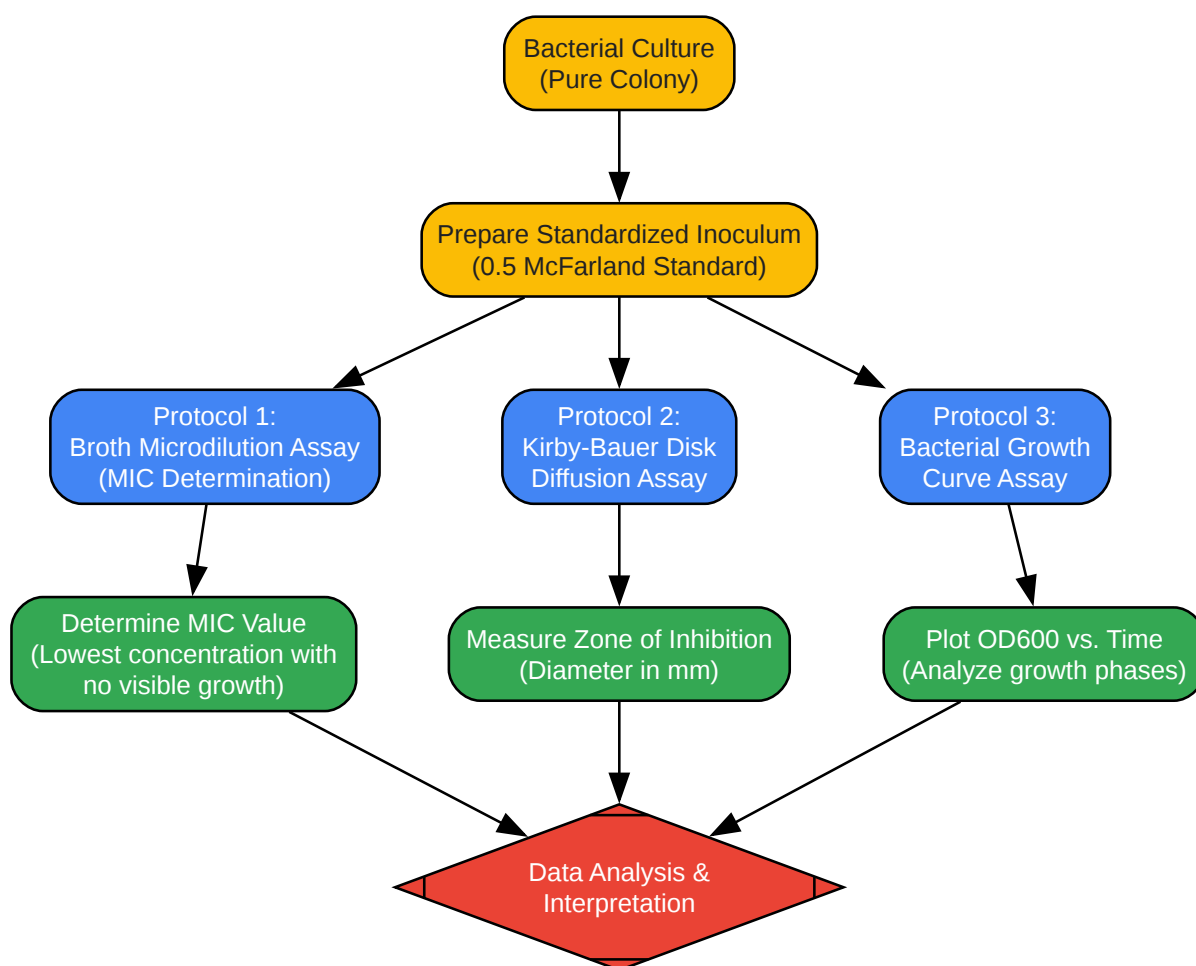 Bacterial Culture
(Pure Colony)
Prepare Standardized Inoculum
(0.5 McFarland Standard)
Protocol 1:
Broth Microdilution Assay
(MIC Determination)
Protocol 2:
Kirby-Bauer Disk
Diffusion Assay
Protocol 3:
Bacterial Growth
Curve Assay
Determine MIC Value
(Lowest concentration with
no visible growth)
Measure Zone of Inhibition
(Diameter in mm)
Plot OD600 vs. Time
(Analyze growth phases)
Data Analysis &
Interpretation